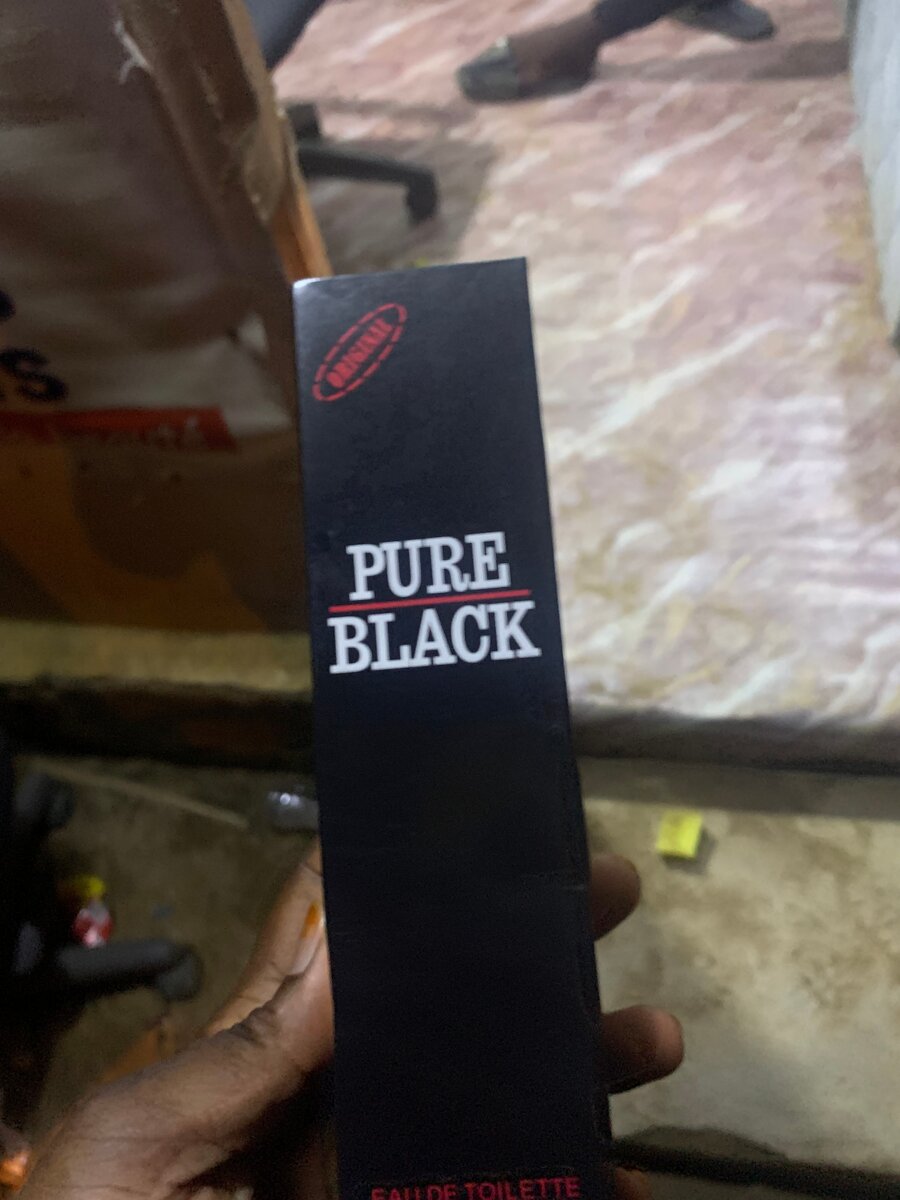 ORIGINAL
PURE
BLACK
EAU DE TOILETTE